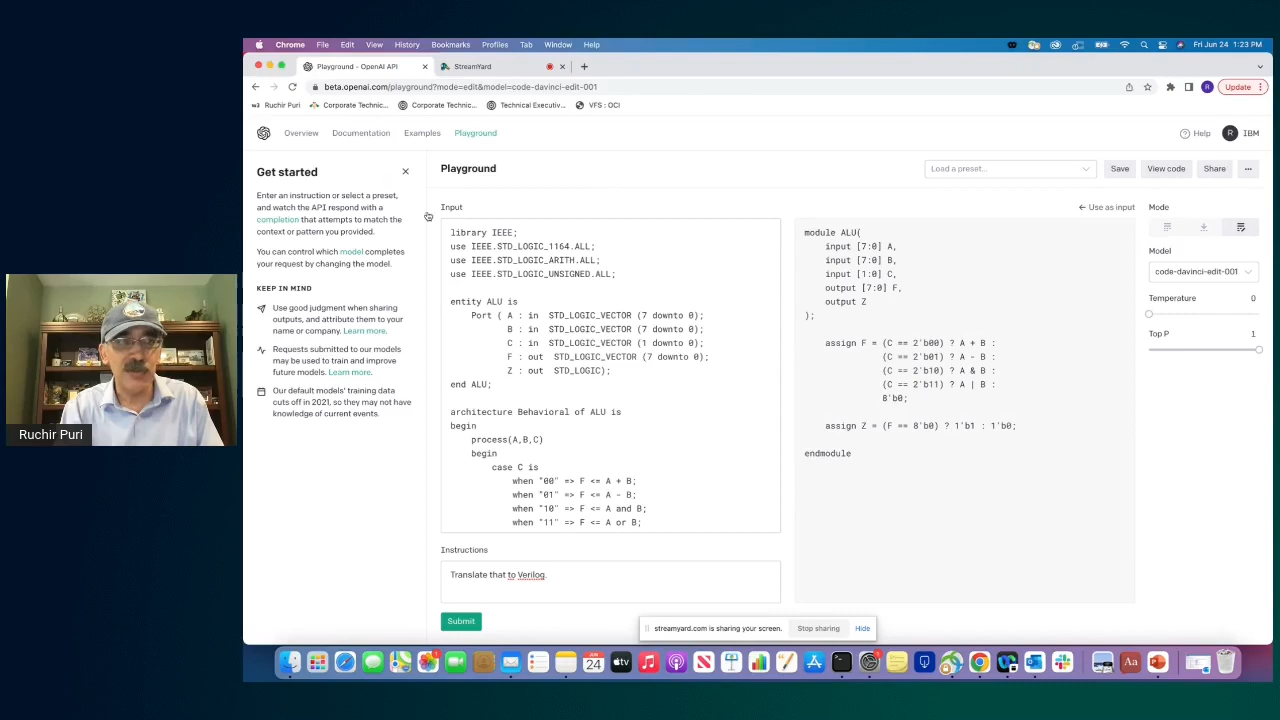 Chrome File Edit View History Bookmarks Profiles Tab Window Help Fri Jun 24 1:23 PM
Playground - OpenAI API StreamYard
beta.openai.com/playground?mode=edit&model=code-davinci-edit-001 R Update
w3 Ruchir Puri Corporate Technic... Corporate Technic... Technical Executiv... VFS : OCI
Overview Documentation Examples Playground Help R IBM
Get started
Enter an instruction or select a preset,
and watch the API respond with a
completion that attempts to match the
context or pattern you provided.
You can control which model completes
your request by changing the model.
KEEP IN MIND
Use good judgment when sharing
outputs, and attribute them to your
name or company. Learn more.
Requests submitted to our models
may be used to train and improve
future models. Learn more.
Our default models' training data
cuts off in 2021, so they may not have
knowledge of current events.
Playground
Load a preset... Save View code Share ...
Input
library IEEE;
use IEEE.STD_LOGIC_1164.ALL;
use IEEE.STD_LOGIC_ARITH.ALL;
use IEEE.STD_LOGIC_UNSIGNED.ALL;
entity ALU is
Port ( A : in STD_LOGIC_VECTOR (7 downto 0);
B : in STD_LOGIC_VECTOR (7 downto 0);
C : in STD_LOGIC_VECTOR (1 downto 0);
F : out STD_LOGIC_VECTOR (7 downto 0);
Z : out STD_LOGIC);
end ALU;
architecture Behavioral of ALU is
begin
process(A,B,C)
begin
case C is
when "00" => F <= A + B;
when "01" => F <= A - B;
when "10" => F <= A and B;
when "11" => F <= A or B;
Instructions
Translate that to Verilog.
Submit
← Use as input
module ALU(
input [7:0] A,
input [7:0] B,
input [1:0] C,
output [7:0] F,
output Z
);
assign F = (C == 2'b00) ? A + B :
(C == 2'b01) ? A - B :
(C == 2'b10) ? A & B :
(C == 2'b11) ? A | B :
8'b0;
assign Z = (F == 8'b0) ? 1'b1 : 1'b0;
endmodule
Mode
Model
code-davinci-edit-001
Temperature 0
Top P 1
streamyard.com is sharing your screen. Stop sharing Hide
Ruchir Puri
JUN
24
tv
Aa